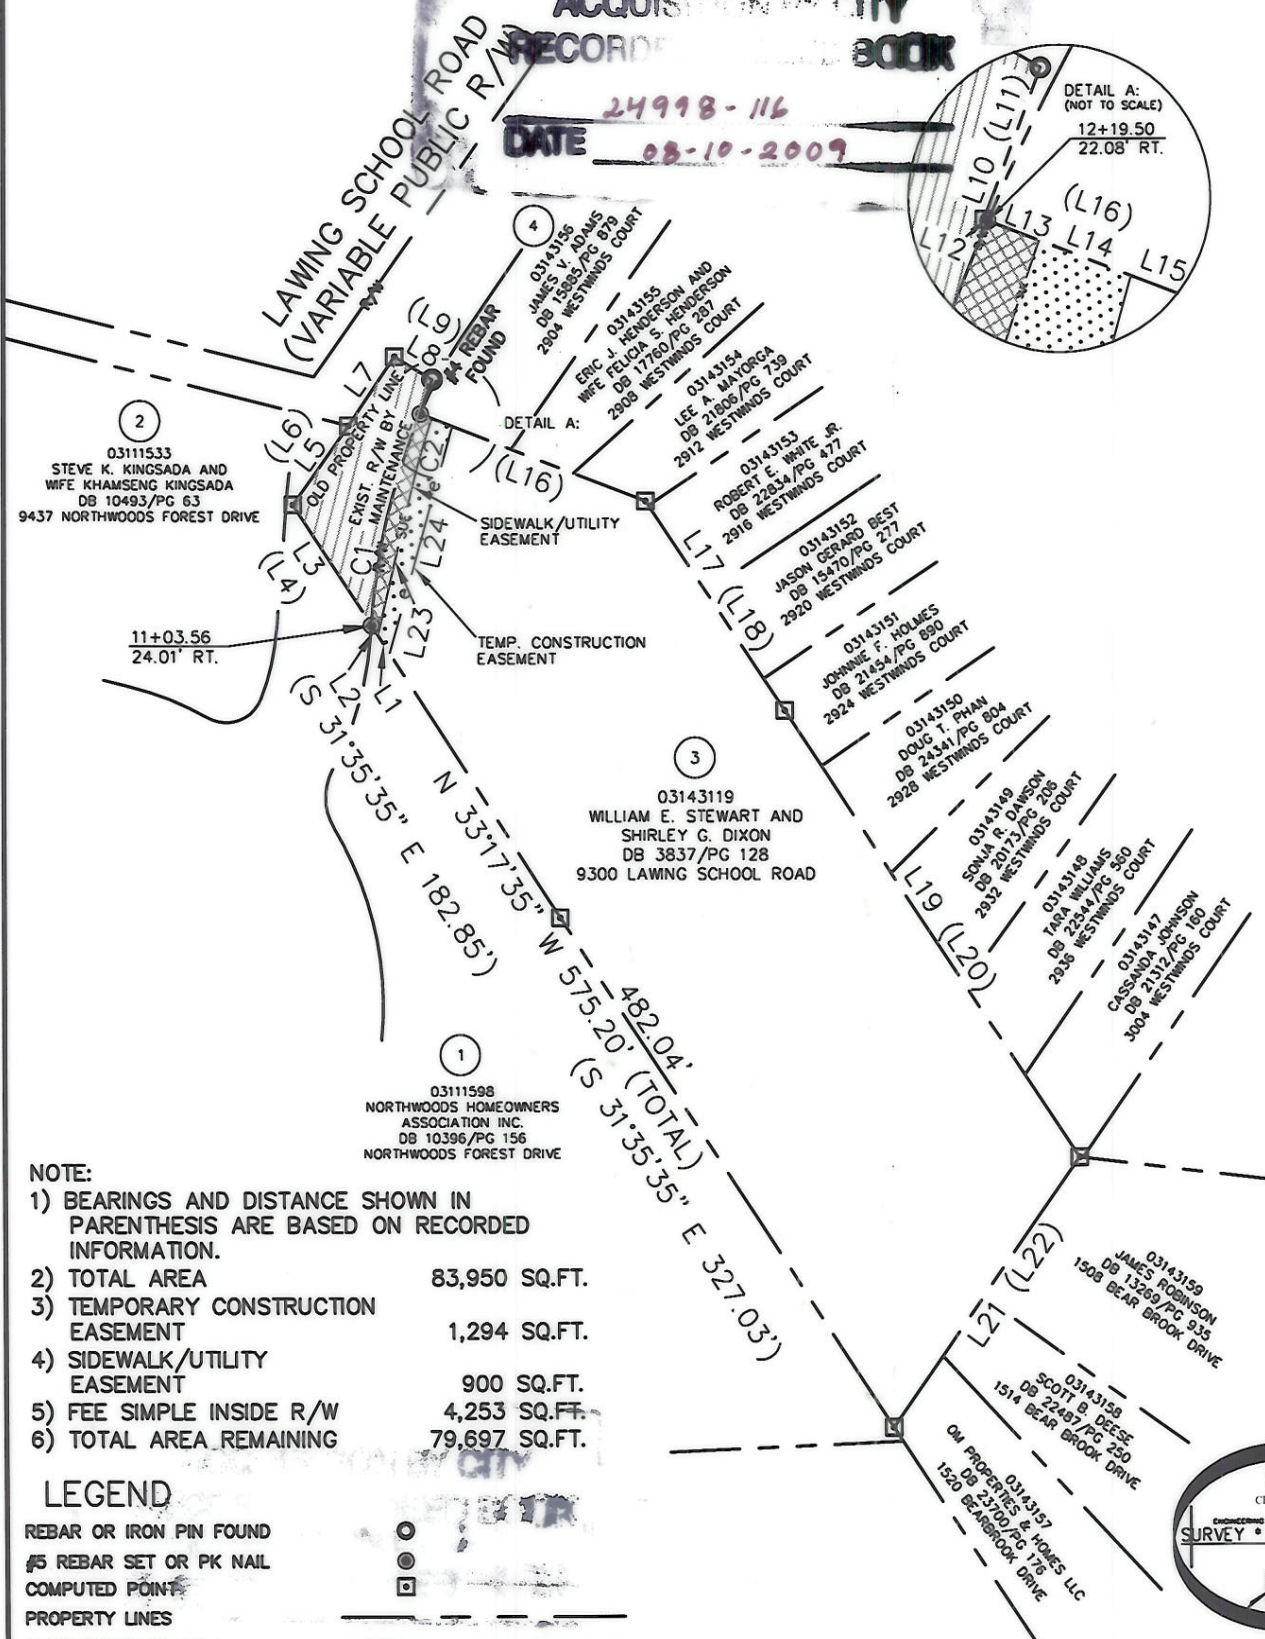 ACQUISITION BY CITY
RECORDED BOOK
24998-116
DATE 08-10-2009
LAWING SCHOOL ROAD
(VARIABLE PUBLIC R/W)
R/W
DETAIL A:
(NOT TO SCALE)
12+19.50
22.08' RT.
L10 (L11)
L12
L13
(L16)
L14
L15
4
03143156
JAMES V. ADAMS
DB 15885/PG 879
2904 WESTWINDS COURT
03143155
ERIC J. HENDERSON AND
WIFE FELICIA S. HENDERSON
DB 17760/PG 287
2908 WESTWINDS COURT
03143154
LEE A. MAYORGA
DB 21806/PG 739
2912 WESTWINDS COURT
03143153
ROBERT E. WHITE JR.
DB 22834/PG 477
2916 WESTWINDS COURT
03143152
JASON GERARD BEST
DB 15470/PG 277
2920 WESTWINDS COURT
03143151
JOHNNIE F. HOLMES
DB 21454/PG 890
2924 WESTWINDS COURT
03143150
DOUG T. PHAN
DB 24341/PG 804
2928 WESTWINDS COURT
03143149
SONJA R. DAWSON
DB 20173/PG 206
2932 WESTWINDS COURT
03143148
TARA WILLIAMS
DB 22544/PG 560
2936 WESTWINDS COURT
03143147
CASSANDA JOHNSON
DB 21312/PG 160
3004 WESTWINDS COURT
(L9)
L8
#4 REBAR
FOUND
DETAIL A:
L7
(L6)
L5
OLD PROPERTY LINE
EXIST. R/W BY
MAINTENANCE
C1
C2
SUE
(L16)
SIDEWALK/UTILITY
EASEMENT
L24
L3
(L4)
L23
TEMP. CONSTRUCTION
EASEMENT
2
03111533
STEVE K. KINGSADA AND
WIFE KHAMSENG KINGSADA
DB 10493/PG 63
9437 NORTHWOODS FOREST DRIVE
11+03.56
24.01' RT.
L2
L1
(S 31°35'35" E 182.85')
L17 (L18)
L19 (L20)
3
03143119
WILLIAM E. STEWART AND
SHIRLEY G. DIXON
DB 3837/PG 128
9300 LAWING SCHOOL ROAD
N 33°17'35" W 575.20' (TOTAL)
482.04'
(S 31°35'35" E 327.03')
1
03111598
NORTHWOODS HOMEOWNERS
ASSOCIATION INC.
DB 10396/PG 156
NORTHWOODS FOREST DRIVE
L21 (L22)
03143159
JAMES ROBINSON
DB 13269/PG 935
1508 BEAR BROOK DRIVE
03143158
SCOTT B. DEESE
DB 22487/PG 250
1514 BEAR BROOK DRIVE
03143157
OM PROPERTIES & HOMES LLC
DB 23700/PG 176
1520 BEARBROOK DRIVE
NOTE:
1) BEARINGS AND DISTANCE SHOWN IN
PARENTHESIS ARE BASED ON RECORDED
INFORMATION.
2) TOTAL AREA 83,950 SQ.FT.
3) TEMPORARY CONSTRUCTION
EASEMENT 1,294 SQ.FT.
4) SIDEWALK/UTILITY
EASEMENT 900 SQ.FT.
5) FEE SIMPLE INSIDE R/W 4,253 SQ.FT.
6) TOTAL AREA REMAINING 79,697 SQ.FT.
CITY
LEGEND
REBAR OR IRON PIN FOUND
#5 REBAR SET OR PK NAIL
COMPUTED POINT
PROPERTY LINES
ENGINEERING
SURVEY